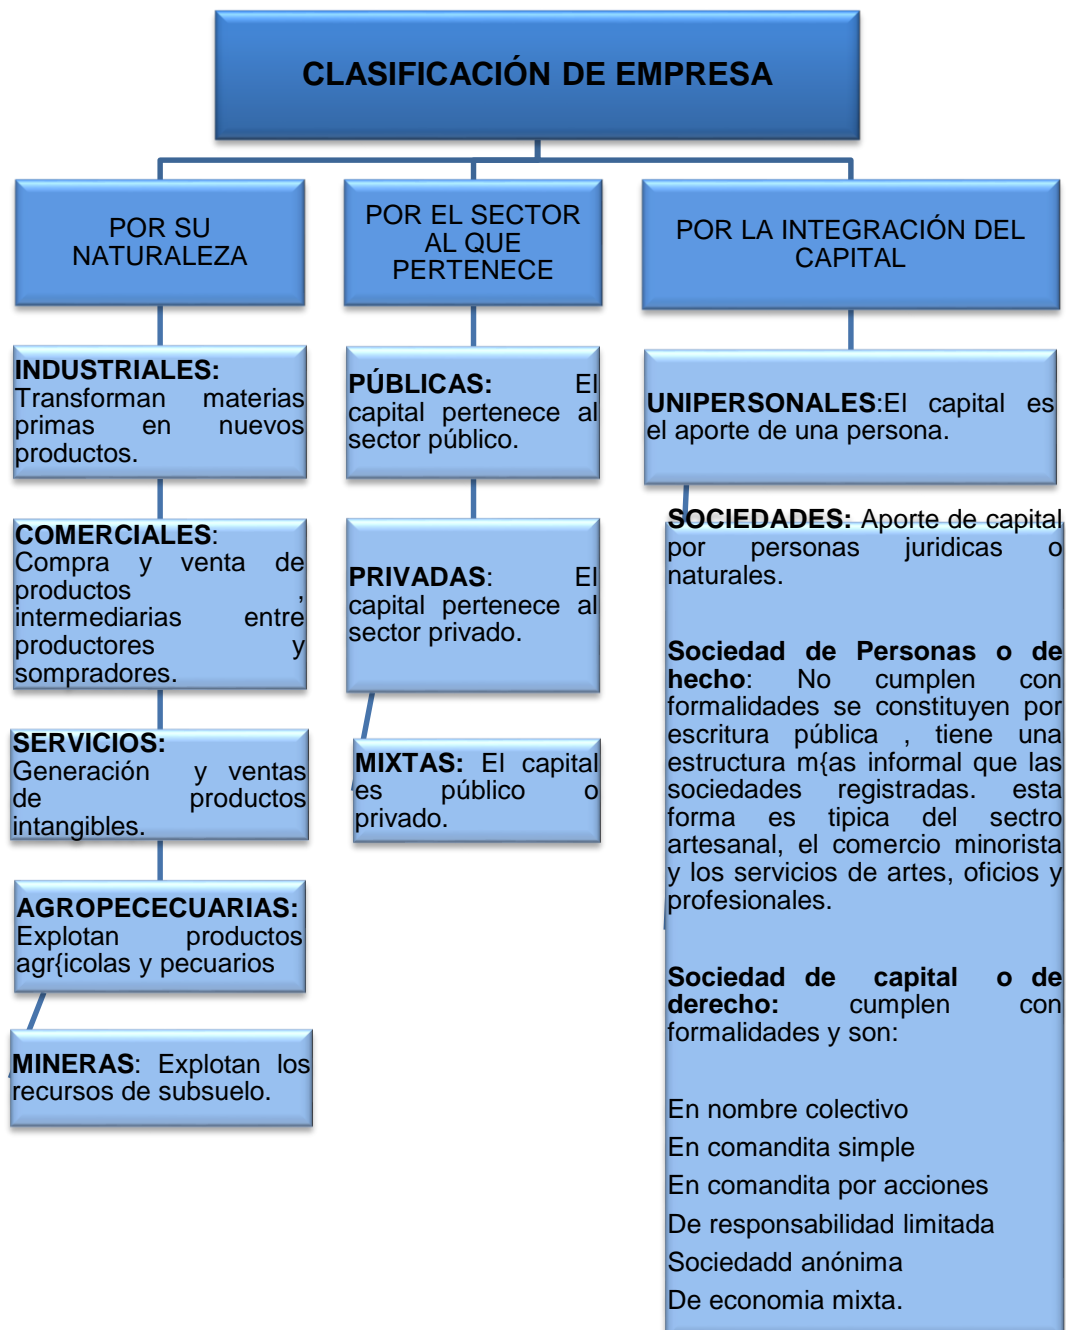 CLASIFICACIÓN DE EMPRESA
POR SU
NATURALEZA
INDUSTRIALES:
Transforman materias
primas en nuevos
productos.
COMERCIALES:
Compra y venta de
productos ,
intermediarias entre
productores y
sompradores.
SERVICIOS:
Generación y ventas
de productos
intangibles.
AGROPECECUARIAS:
Explotan productos
agr{icolas y pecuarios
MINERAS: Explotan los
recursos de subsuelo.
POR EL SECTOR
AL QUE
PERTENECE
PÚBLICAS: El
capital pertenece al
sector público.
PRIVADAS: El
capital pertenece al
sector privado.
MIXTAS: El capital
es público o
privado.
POR LA INTEGRACIÓN DEL
CAPITAL
UNIPERSONALES:El capital es
el aporte de una persona.
SOCIEDADES: Aporte de capital
por personas juridicas o
naturales.
Sociedad de Personas o de
hecho: No cumplen con
formalidades se constituyen por
escritura pública , tiene una
estructura m{as informal que las
sociedades registradas. esta
forma es tipica del sectro
artesanal, el comercio minorista
y los servicios de artes, oficios y
profesionales.
Sociedad de capital o de
derecho: cumplen con
formalidades y son:
En nombre colectivo
En comandita simple
En comandita por acciones
De responsabilidad limitada
Sociedadd anónima
De economia mixta.